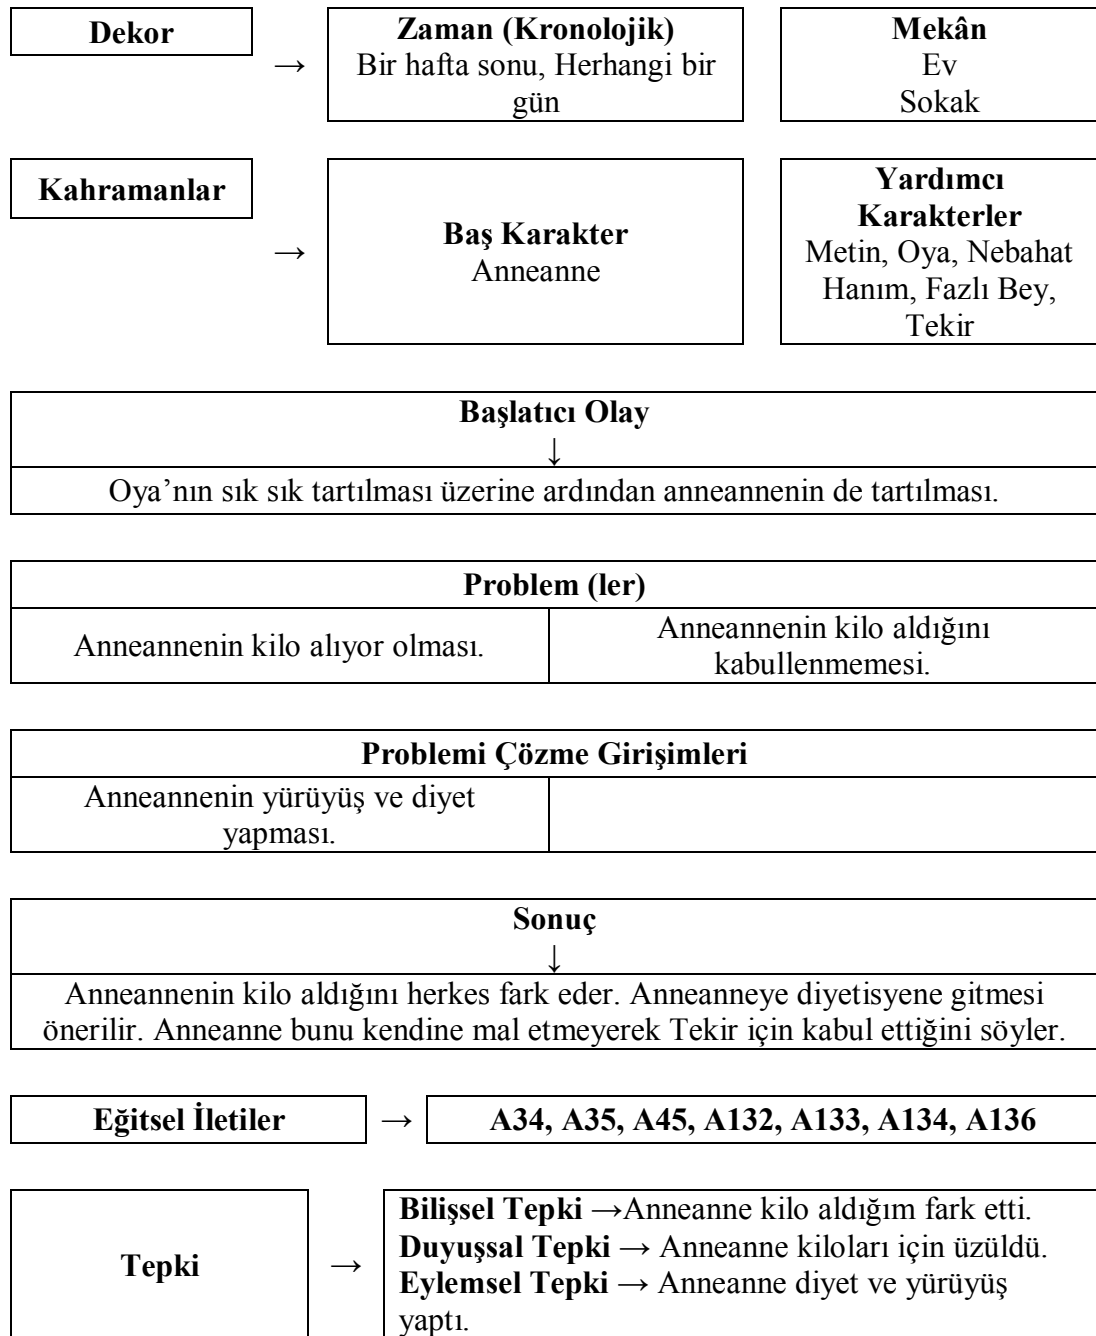 Dekor
→
Zaman (Kronolojik)
Bir hafta sonu, Herhangi bir
gün
Mekân
Ev
Sokak
Kahramanlar
→
Baş Karakter
Anneanne
Yardımcı
Karakterler
Metin, Oya, Nebahat
Hanım, Fazlı Bey,
Tekir
Başlatıcı Olay
↓
Oya’nın sık sık tartılması üzerine ardından anneannenin de tartılması.
Problem (ler)
Anneannenin kilo alıyor olması.
Anneannenin kilo aldığını
kabullenmemesi.
Problemi Çözme Girişimleri
Anneannenin yürüyüş ve diyet
yapması.
Sonuç
↓
Anneannenin kilo aldığını herkes fark eder. Anneanneye diyetisyene gitmesi
önerilir. Anneanne bunu kendine mal etmeyerek Tekir için kabul ettiğini söyler.
Eğitsel İletiler
→
A34, A35, A45, A132, A133, A134, A136
Tepki
→
Bilişsel Tepki →Anneanne kilo aldığım fark etti.
Duyuşsal Tepki → Anneanne kiloları için üzüldü.
Eylemsel Tepki → Anneanne diyet ve yürüyüş
yaptı.